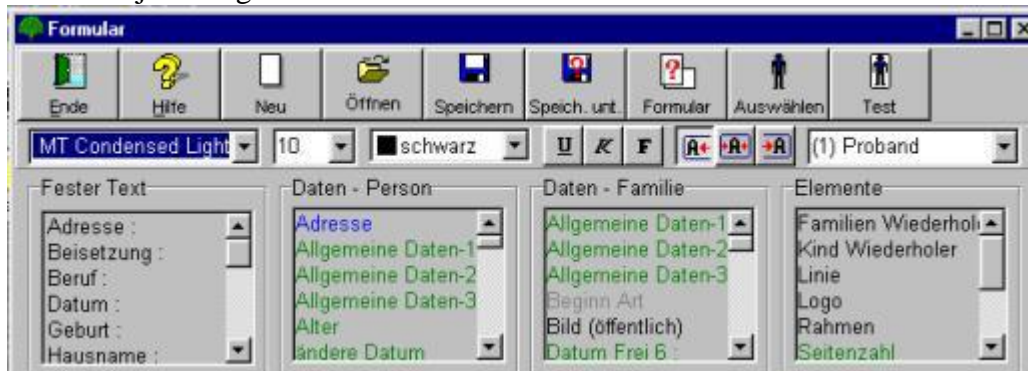 Formular
Ende Hilfe Neu Öffnen Speichern Speich. unt. Formular Auswählen Test
MT Condensed Light 10 schwarz U K F A A A (1) Proband
Fester Text
Adresse :
Beisetzung :
Beruf :
Datum :
Geburt :
Hausname :
Daten - Person
Adresse
Allgemeine Daten-1
Allgemeine Daten-2
Allgemeine Daten-3
Alter
ändere Datum
Daten - Familie
Allgemeine Daten-1
Allgemeine Daten-2
Allgemeine Daten-3
Beginn Art
Bild (öffentlich)
Datum Frei 6 :
Elemente
Familien Wiederhol
Kind Wiederholer
Linie
Logo
Rahmen
Seitenzahl